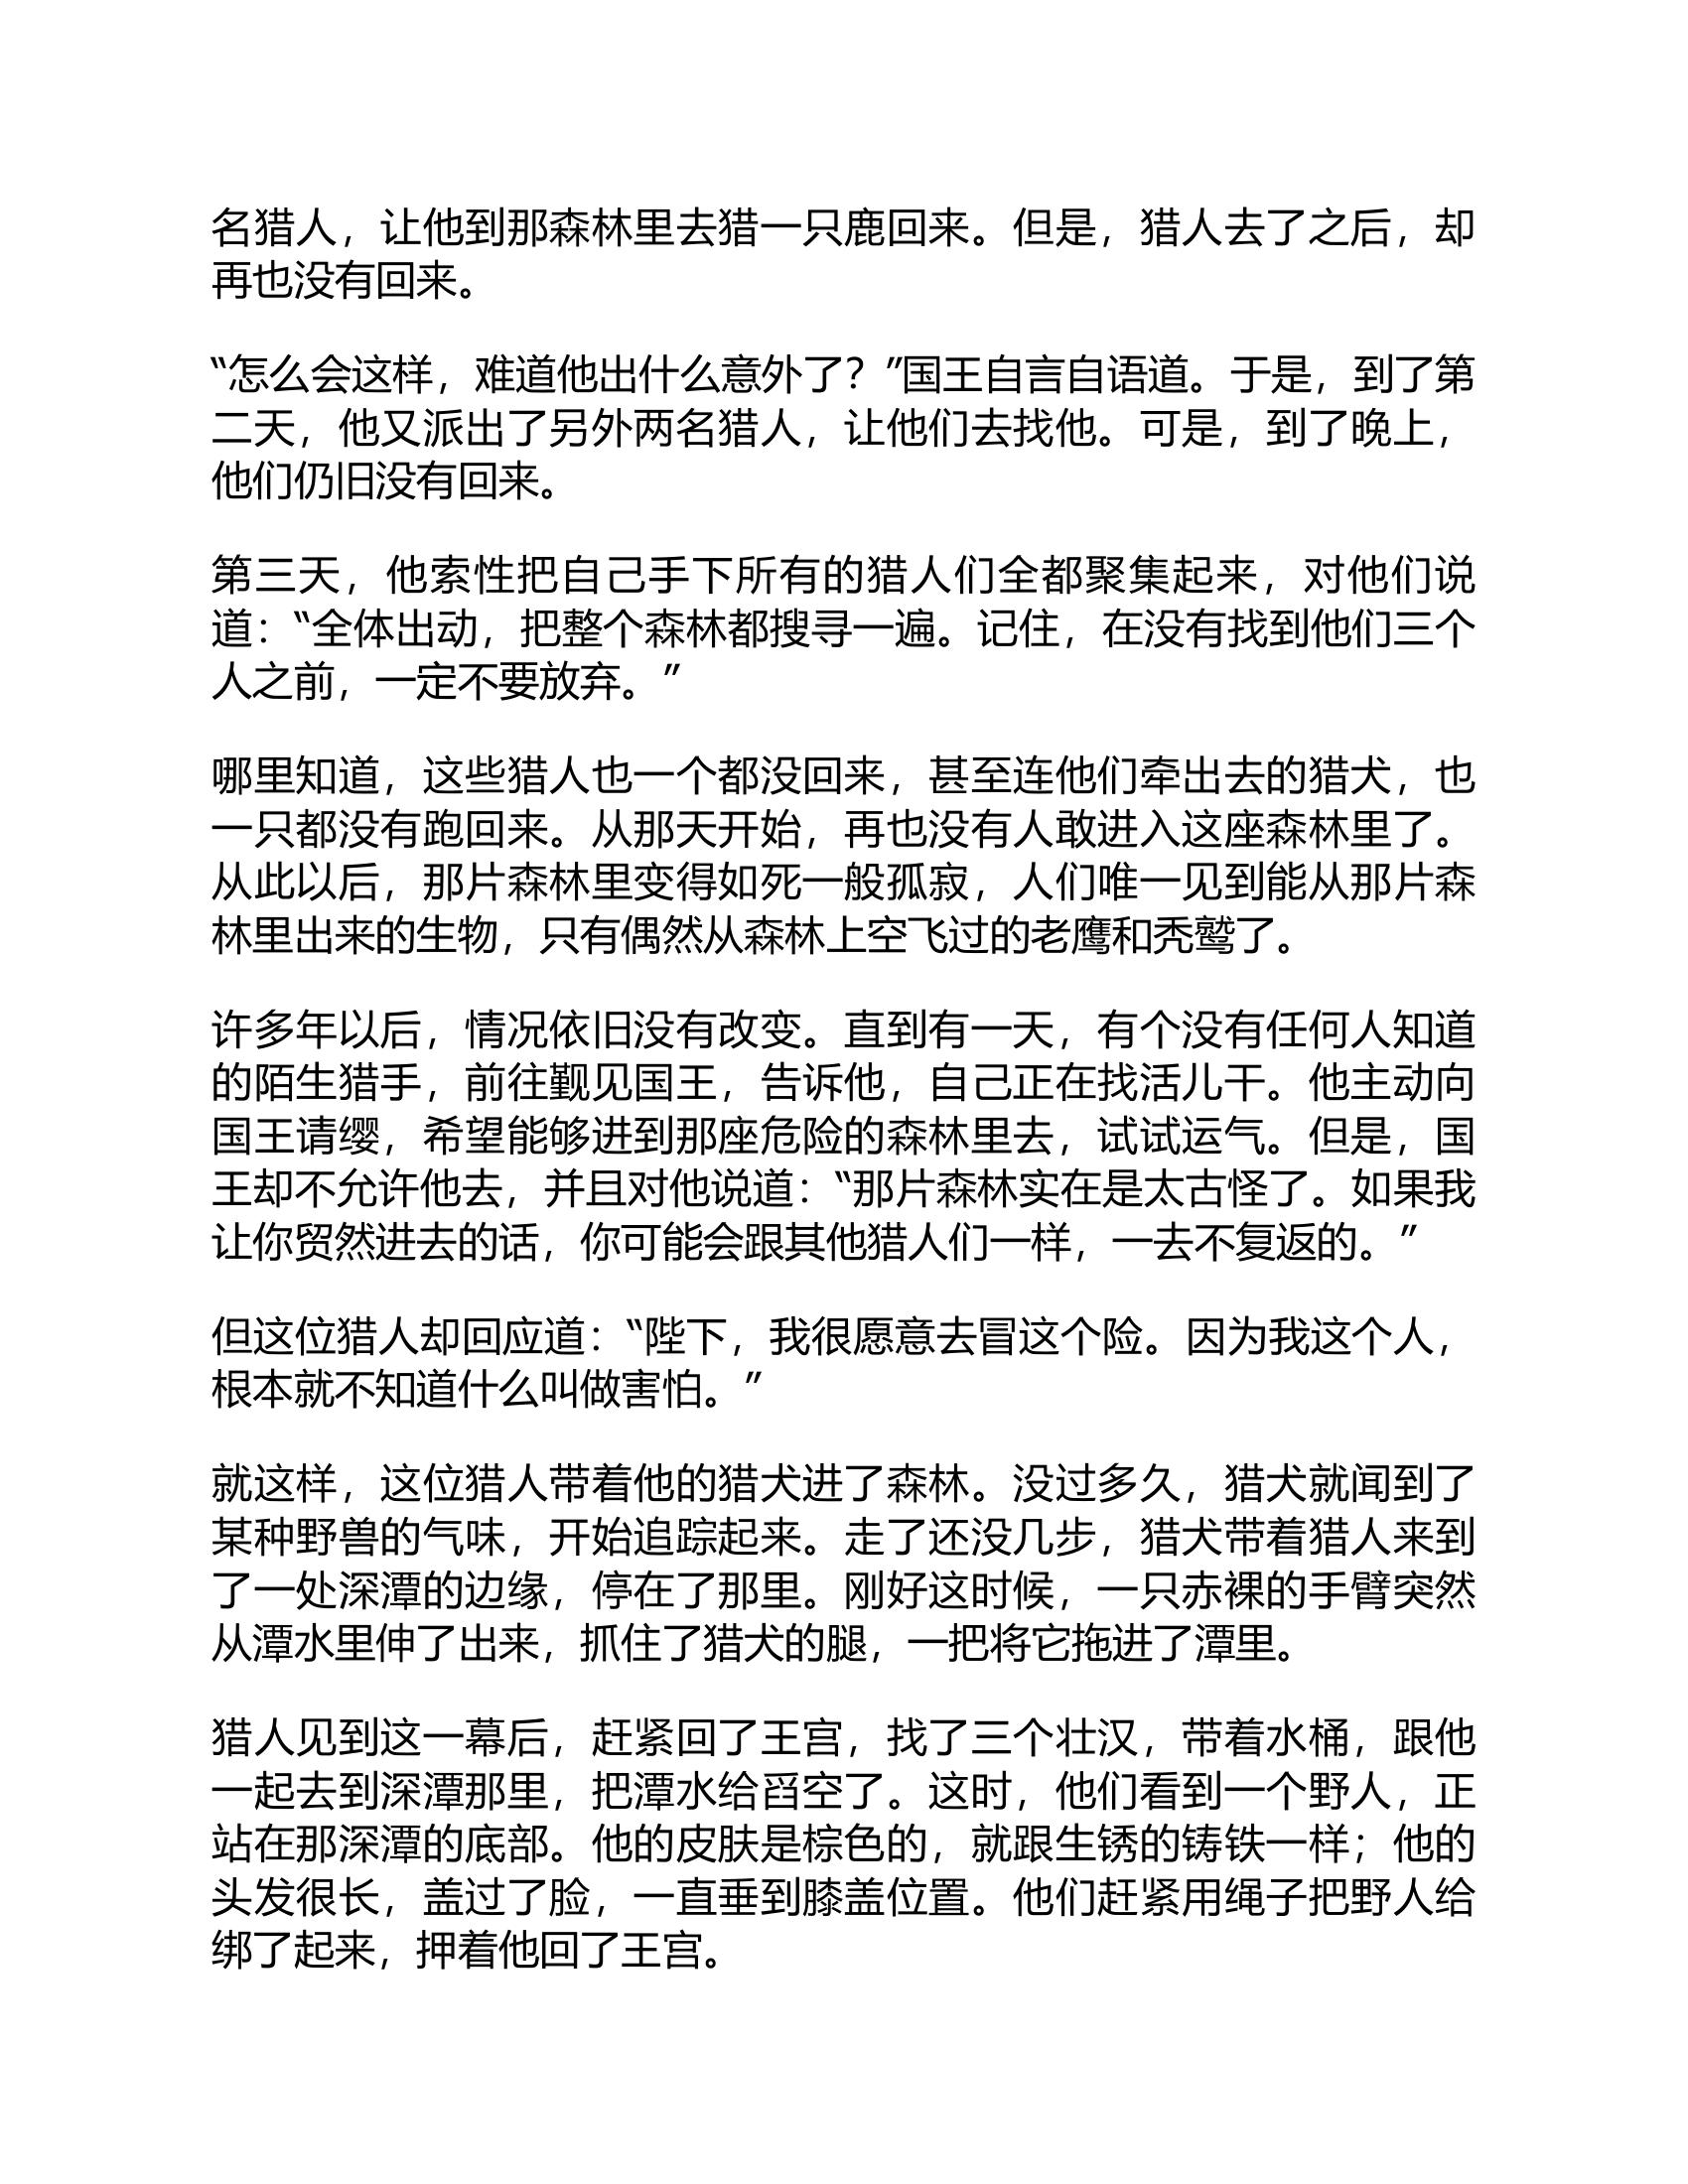 名猎人，让他到那森林里去猎一只鹿回来。但是，猎人去了之后，却
再也没有回来。
“怎么会这样，难道他出什么意外了？”国王自言自语道。于是，到了第
二天，他又派出了另外两名猎人，让他们去找他。可是，到了晚上，
他们仍旧没有回来。
第三天，他索性把自己手下所有的猎人们全都聚集起来，对他们说
道：“全体出动，把整个森林都搜寻一遍。记住，在没有找到他们三个
人之前，一定不要放弃。”
哪里知道，这些猎人也一个都没回来，甚至连他们牵出去的猎犬，也
一只都没有跑回来。从那天开始，再也没有人敢进入这座森林里了。
从此以后，那片森林里变得如死一般孤寂，人们唯一见到能从那片森
林里出来的生物，只有偶然从森林上空飞过的老鹰和秃鹫了。
许多年以后，情况依旧没有改变。直到有一天，有个没有任何人知道
的陌生猎手，前往觐见国王，告诉他，自己正在找活儿干。他主动向
国王请缨，希望能够进到那座危险的森林里去，试试运气。但是，国
王却不允许他去，并且对他说道：“那片森林实在是太古怪了。如果我
让你贸然进去的话，你可能会跟其他猎人们一样，一去不复返的。”
但这位猎人却回应道：“陛下，我很愿意去冒这个险。因为我这个人，
根本就不知道什么叫做害怕。”
就这样，这位猎人带着他的猎犬进了森林。没过多久，猎犬就闻到了
某种野兽的气味，开始追踪起来。走了还没几步，猎犬带着猎人来到
了一处深潭的边缘，停在了那里。刚好这时候，一只赤裸的手臂突然
从潭水里伸了出来，抓住了猎犬的腿，一把将它拖进了潭里。
猎人见到这一幕后，赶紧回了王宫，找了三个壮汉，带着水桶，跟他
一起去到深潭那里，把潭水给舀空了。这时，他们看到一个野人，正
站在那深潭的底部。他的皮肤是棕色的，就跟生锈的铸铁一样；他的
头发很长，盖过了脸，一直垂到膝盖位置。他们赶紧用绳子把野人给
绑了起来，押着他回了王宫。